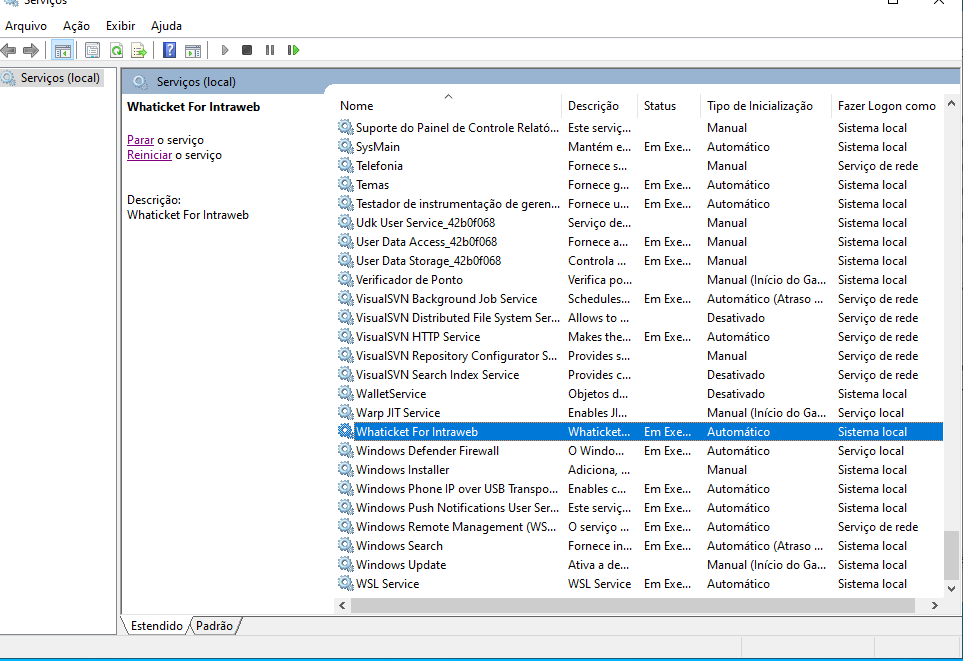 Serviços
Arquivo Ação Exibir Ajuda
Serviços (local)
Serviços (local)
Whaticket For Intraweb
Parar o serviço
Reiniciar o serviço
Descrição:
Whaticket For Intraweb
Nome Descrição Status Tipo de Inicialização Fazer Logon como
Suporte do Painel de Controle Relató... Este serviç... Manual Sistema local
SysMain Mantém e... Em Exe... Automático Sistema local
Telefonia Fornece s... Manual Serviço de rede
Temas Fornece g... Em Exe... Automático Sistema local
Testador de instrumentação de geren... Fornece u... Em Exe... Automático Sistema local
Udk User Service_42b0f068 Serviço de... Manual Sistema local
User Data Access_42b0f068 Fornece a... Em Exe... Manual Sistema local
User Data Storage_42b0f068 Controla ... Em Exe... Manual Sistema local
Verificador de Ponto Verifica po... Manual (Início do Ga... Sistema local
VisualSVN Background Job Service Schedules... Em Exe... Automático (Atraso ... Serviço de rede
VisualSVN Distributed File System Ser... Allows to ... Desativado Serviço de rede
VisualSVN HTTP Service Makes the... Em Exe... Automático Serviço de rede
VisualSVN Repository Configurator S... Provides s... Manual Serviço de rede
VisualSVN Search Index Service Provides c... Desativado Serviço de rede
WalletService Objetos d... Desativado Sistema local
Warp JIT Service Enables JI... Manual (Início do Ga... Serviço local
Whaticket For Intraweb Whaticket... Em Exe... Automático Sistema local
Windows Defender Firewall O Windo... Em Exe... Automático Serviço local
Windows Installer Adiciona, ... Manual Sistema local
Windows Phone IP over USB Transpo... Enables c... Em Exe... Automático Sistema local
Windows Push Notifications User Ser... Este serviç... Em Exe... Automático Sistema local
Windows Remote Management (WS... O serviço ... Em Exe... Automático Serviço de rede
Windows Search Fornece in... Em Exe... Automático (Atraso ... Sistema local
Windows Update Ativa a de... Manual (Início do Ga... Sistema local
WSL Service WSL Service Em Exe... Automático Sistema local
Estendido Padrão